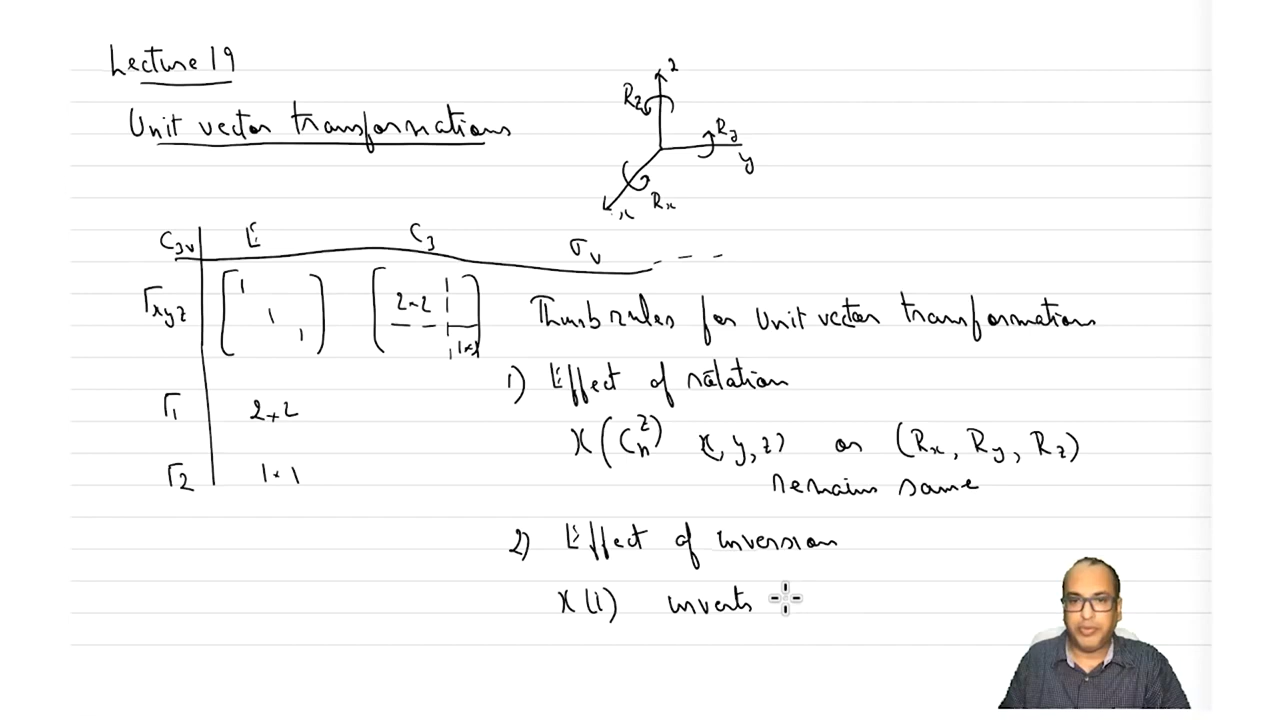 Lecture 19
Unit vector transformations
z
Rz
Ry
y
Rx
x
C3v E C3 σv - - -
Γxyz [1 1 1] [2×2 1×1]
Γ1 2×2
Γ2 1×1
Thumb rules for Unit vector transformation
1) Effect of rotation
χ(Cn^z) x, y, z) or (Rx, Ry, Rz)
remains same
2) Effect of inversion
χ(i) inverts